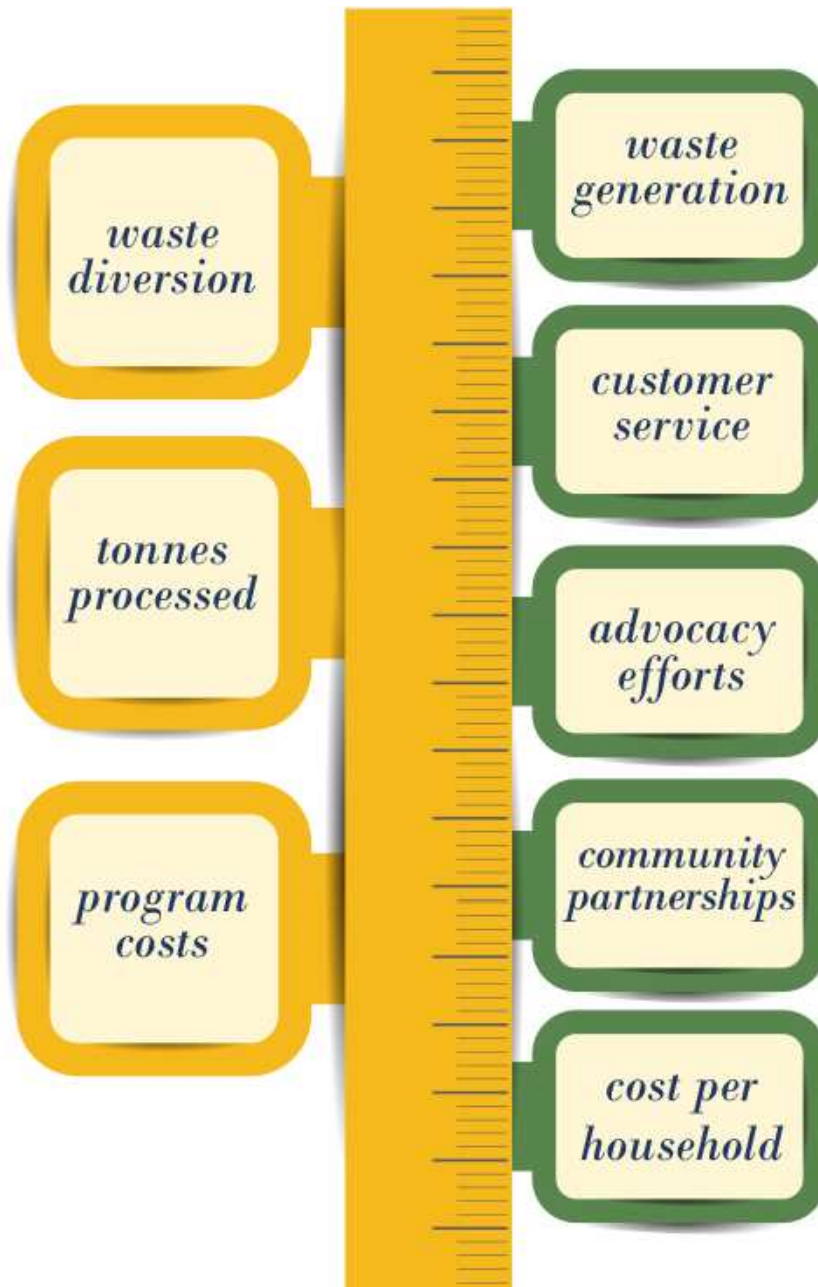 waste
diversion
tonnes
processed
program
costs
waste
generation
customer
service
advocacy
efforts
community
partnerships
cost per
household